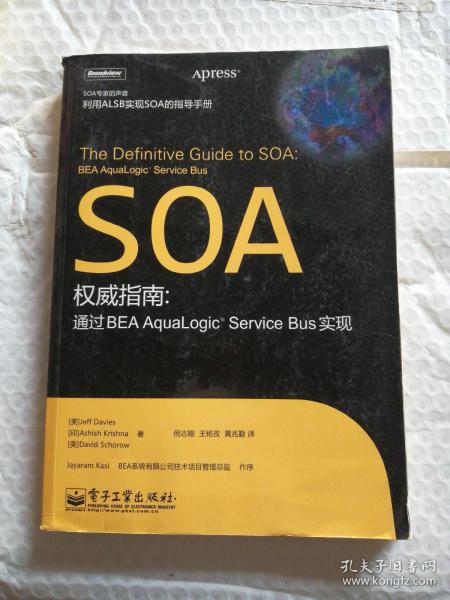 Broadview
Apress®
SOA专家的声音
利用ALSB实现SOA的指导手册
The Definitive Guide to SOA:
BEA AquaLogic® Service Bus
SOA
权威指南:
通过BEA AquaLogic® Service Bus实现
[美]Jeff Davies
[印]Ashish Krishna 著 倪志刚 王铭孜 黄兆勤 译
[美]David Schorow
Jayaram Kasi BEA系统有限公司技术项目管理总监 作序
電子工業出版社·
PUBLISHING HOUSE OF ELECTRONICS INDUSTRY
http://www.phei.com.cn
孔夫子旧书网
www.kongfz.com